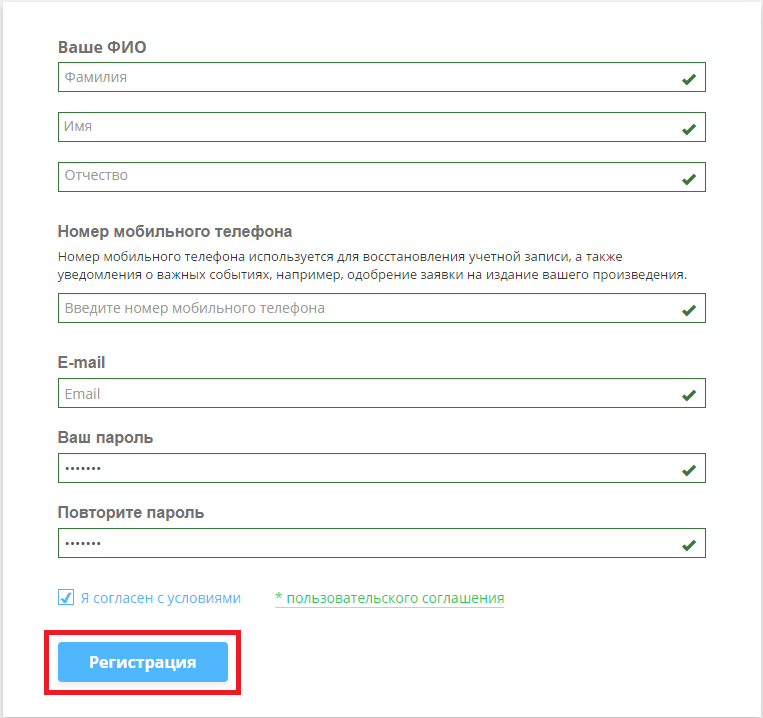 Ваше ФИО
Фамилия
Имя
Отчество
Номер мобильного телефона
Номер мобильного телефона используется для восстановления учетной записи, а также
уведомления о важных событиях, например, одобрение заявки на издание вашего произведения.
Введите номер мобильного телефона
E-mail
Email
Ваш пароль
•••••••
Повторите пароль
•••••••
Я согласен с условиями * пользовательского соглашения
Регистрация